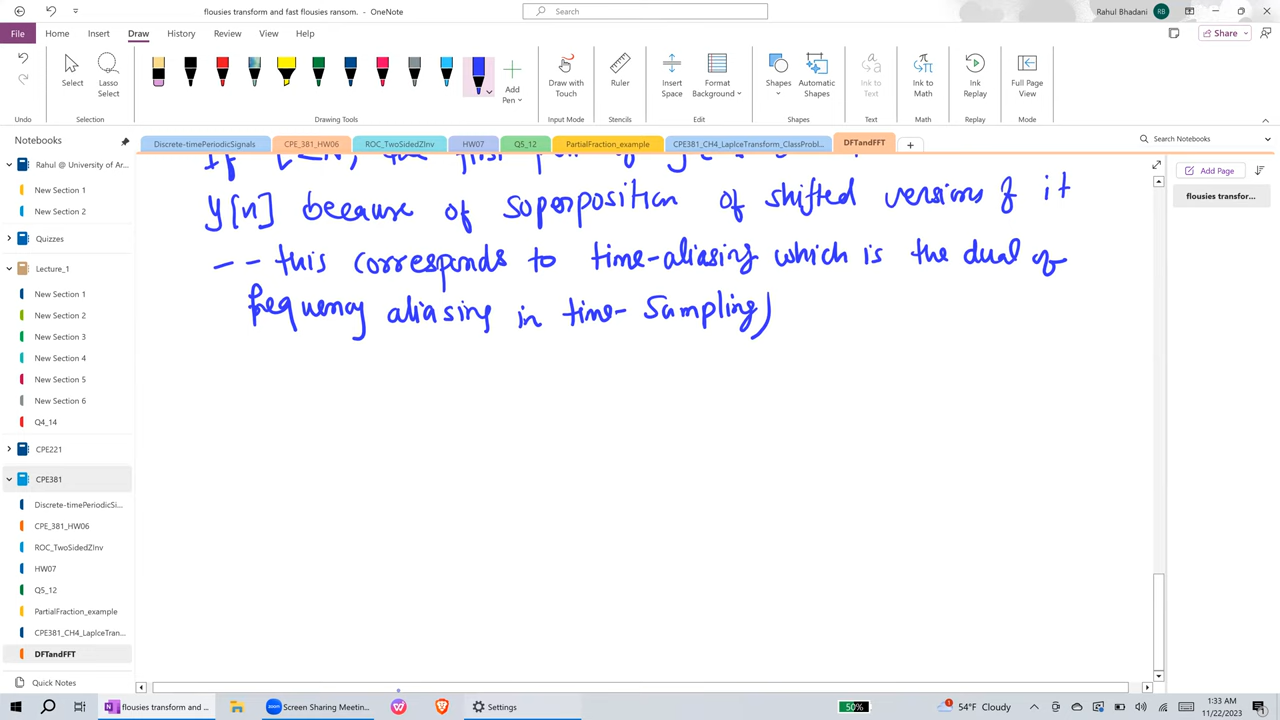 flousies transform and fast flousies ransom. - OneNote
Search
Rahul Bhadani
RB
File Home Insert Draw History Review View Help
Share
Select
Lasso Select
Add Pen
Draw with Touch
Ruler
Insert Space
Format Background
Shapes
Automatic Shapes
Ink to Text
Ink to Math
Ink Replay
Full Page View
Undo Selection Drawing Tools Input Mode Stencils Edit Shapes Text Math Replay Mode
Notebooks
Discrete-timePeriodicSignals CPE_381_HW06 ROC_TwoSidedZInv HW07 Q5_12 PartialFraction_example CPE381_CH4_LaplceTransform_ClassProbl... DFTandFFT
Search Notebooks
Add Page
flousies transfor...
Rahul @ University of Ar...
New Section 1
New Section 2
Quizzes
Lecture_1
New Section 1
New Section 2
New Section 3
New Section 4
New Section 5
New Section 6
Q4_14
CPE221
CPE381
Discrete-timePeriodicSi...
CPE_381_HW06
ROC_TwoSidedZInv
HW07
Q5_12
PartialFraction_example
CPE381_CH4_LaplceTran...
DFTandFFT
Quick Notes
y[n] because of soperposition of shifted versions of it
-- this corresponds to time-aliasing which is the dual of
frequency aliasing in time- Sampling)
flousies transform and ...
Screen Sharing Meetin...
Settings
50%
54°F Cloudy
1:33 AM
11/22/2023